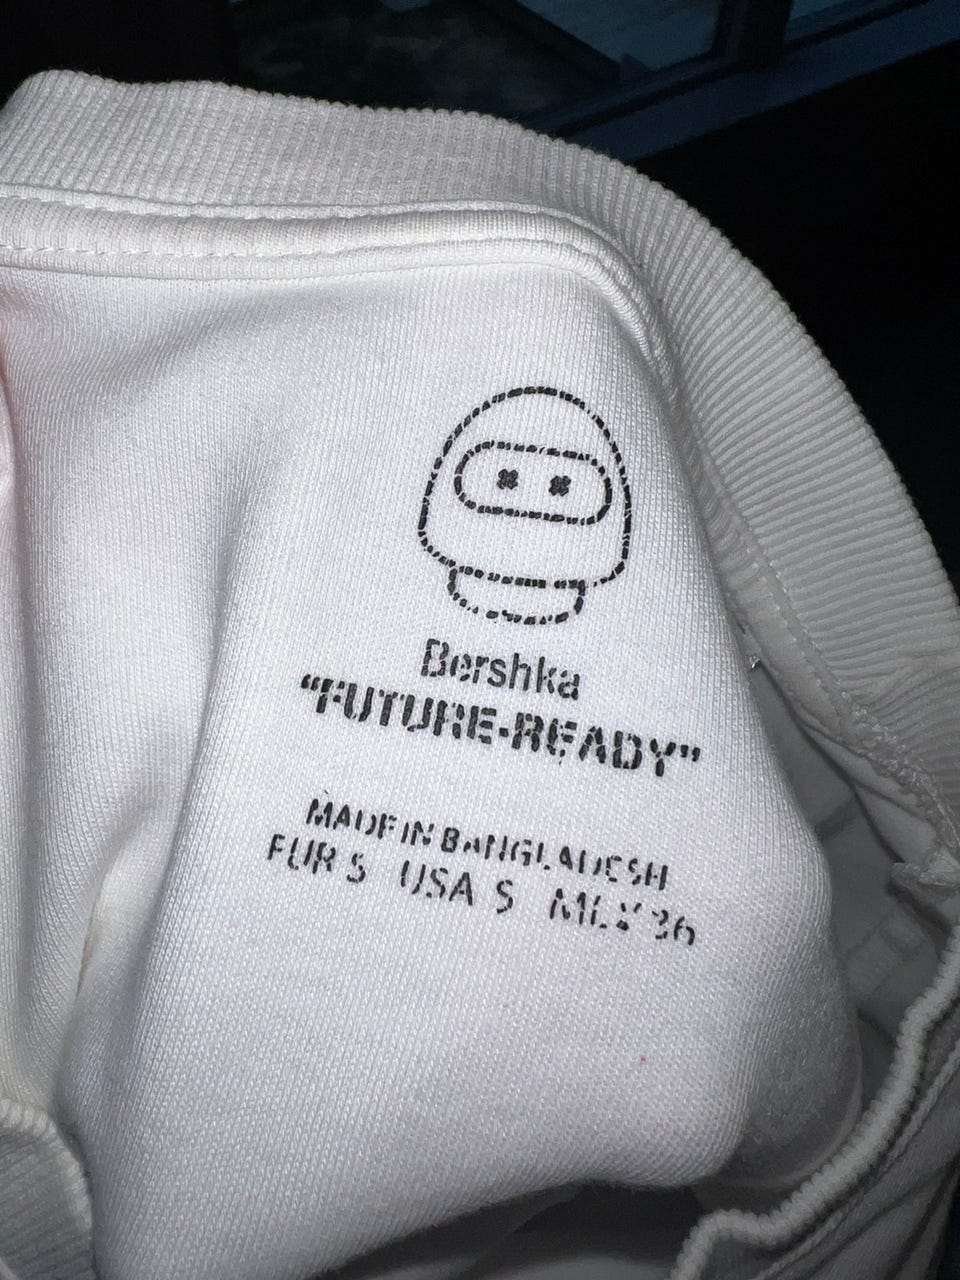 Bershka
“FUTURE-READY”
MADE IN BANGLADESH
EUR S USA S MEX 36